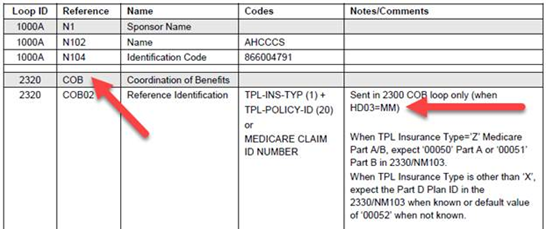 Loop ID Reference Name Codes Notes/Comments
1000A N1 Sponsor Name
1000A N102 Name AHCCCS
1000A N104 Identification Code 866004791
2320 COB Coordination of Benefits
2320 COB02 Reference Identification TPL-INS-TYP (1) + Sent in 2300 COB loop only (when
TPL-POLICY-ID (20) HD03=MM)
or
MEDICARE CLAIM When TPL Insurance Type='Z' Medicare
ID NUMBER Part A/B, expect '00050' Part A or '00051'
Part B in 2330/NM103.
When TPL Insurance Type is other than 'X',
expect the Part D Plan ID in the
2330/NM103 when known or default value
of '00052' when not known.